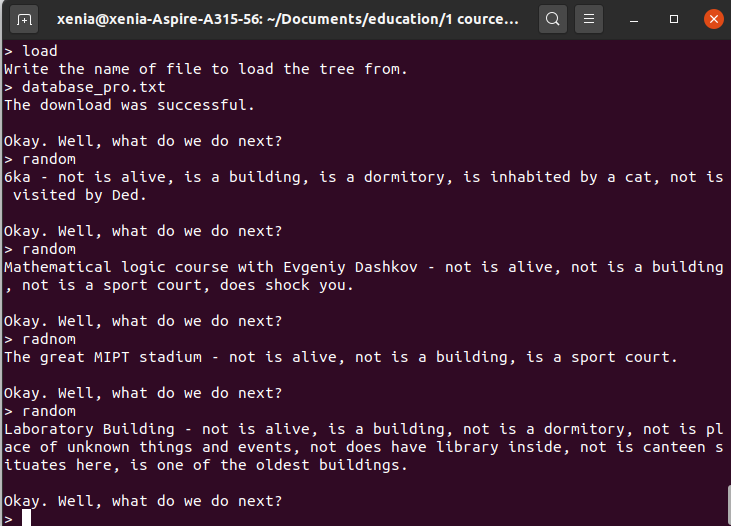 xenia@xenia-Aspire-A315-56: ~/Documents/education/1 cource...
> load
Write the name of file to load the tree from.
> database_pro.txt
The download was successful.
Okay. Well, what do we do next?
> random
6ka - not is alive, is a building, is a dormitory, is inhabited by a cat, not is
 visited by Ded.
Okay. Well, what do we do next?
> random
Mathematical logic course with Evgeniy Dashkov - not is alive, not is a building
, not is a sport court, does shock you.
Okay. Well, what do we do next?
> radnom
The great MIPT stadium - not is alive, not is a building, is a sport court.
Okay. Well, what do we do next?
> random
Laboratory Building - not is alive, is a building, not is a dormitory, not is pl
ace of unknown things and events, not does have library inside, not is canteen s
ituates here, is one of the oldest buildings.
Okay. Well, what do we do next?
>